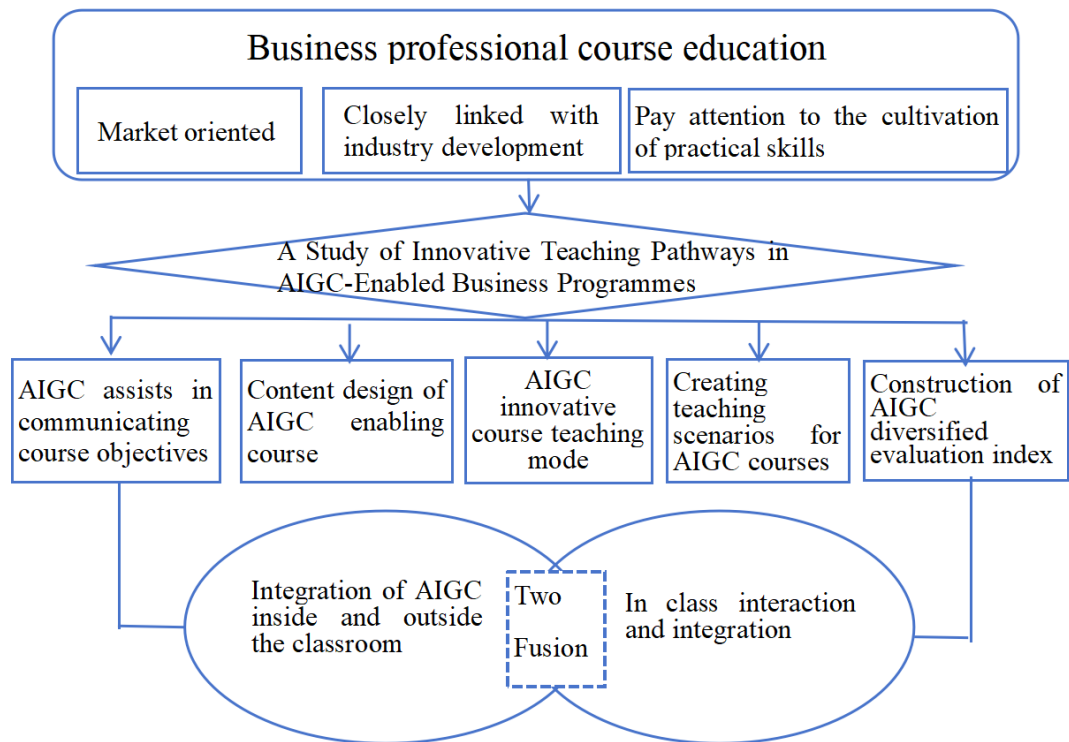 Business professional course education
Market oriented
Closely linked with
industry development
Pay attention to the cultivation
of practical skills
A Study of Innovative Teaching Pathways in
AIGC-Enabled Business Programmes
AIGC assists in
communicating
course objectives
Content design of
AIGC enabling
course
AIGC
innovative
course teaching
mode
Creating
teaching
scenarios for
AIGC courses
Construction of
AIGC
diversified
evaluation index
Integration of AIGC
inside and outside
the classroom
Two
Fusion
In class interaction
and integration